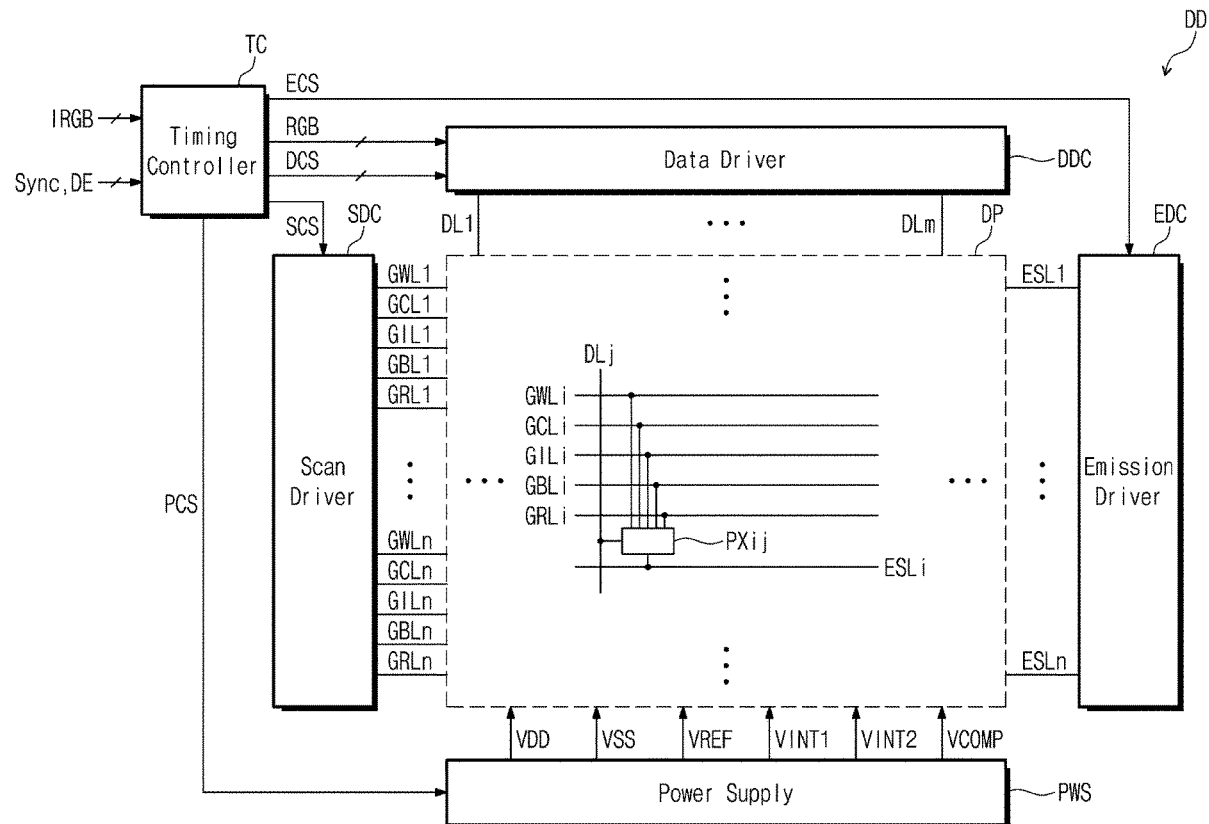 DD
TC
ECS
IRGB
Timing
Controller
RGB
DCS
Data Driver
DDC
Sync,DE
SCS
SDC
DL1
DLm
DP
EDC
GWL1
GCL1
GIL1
GBL1
GRL1
ESL1
DLj
GWLi
GCLi
GILi
GBLi
GRLi
PXij
ESLi
Scan
Driver
Emission
Driver
PCS
GWLn
GCLn
GILn
GBLn
GRLn
ESLn
VDD
VSS
VREF
VINT1
VINT2
VCOMP
Power Supply
PWS